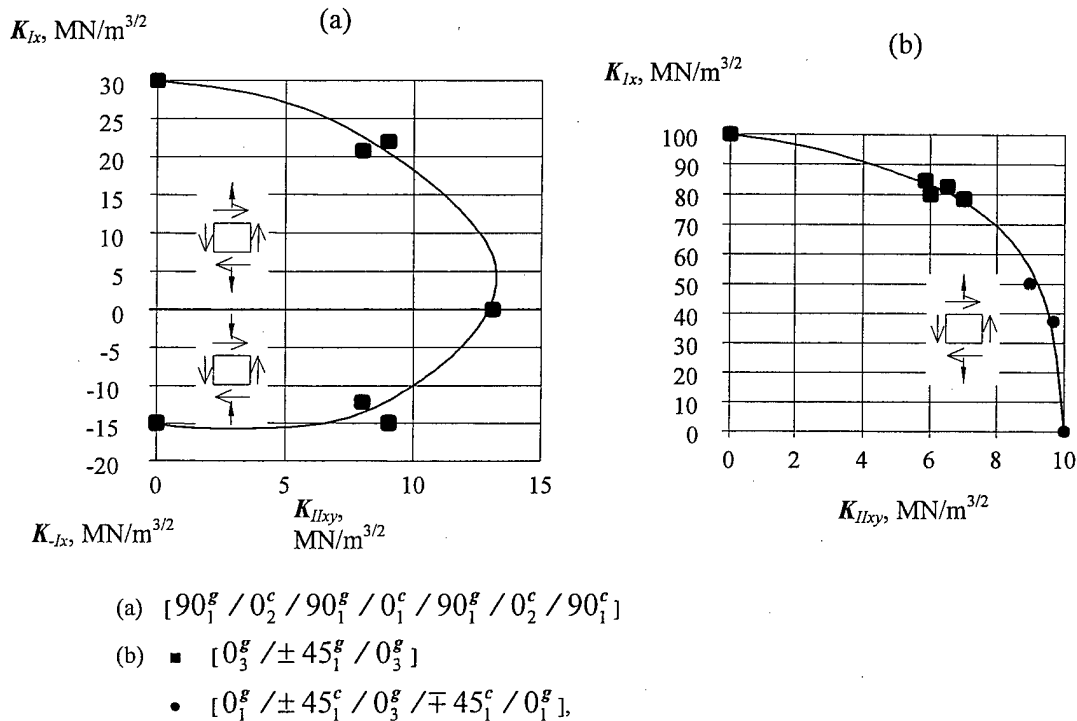 (a)
K_Ix, MN/m^3/2
30
25
20
15
10
5
0
-5
-10
-15
-20
0 5 10 15
K_IIxy,
MN/m^3/2
K_-Ix, MN/m^3/2
(b)
K_Ix, MN/m^3/2
100
90
80
70
60
50
40
30
20
10
0
0 2 4 6 8 10
K_IIxy, MN/m^3/2
(a) [90_1^g / 0_2^c / 90_1^g / 0_1^c / 90_1^g / 0_2^c / 90_1^c]
(b) ■ [0_3^g / ± 45_1^g / 0_3^g]
● [0_1^g / ± 45_1^c / 0_3^g / ∓ 45_1^c / 0_1^g],